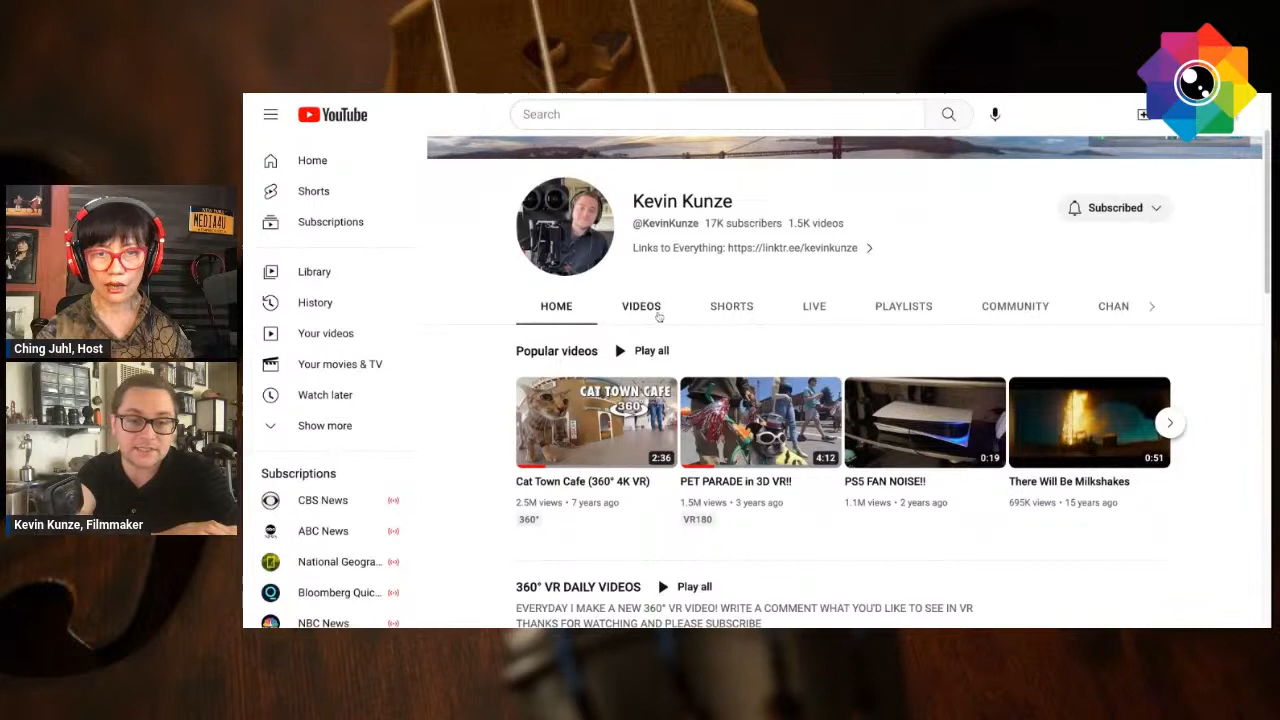 NEW YORK
MEDIA4U
Ching Juhl, Host
Kevin Kunze, Filmmaker
YouTube
Search
Home
Shorts
Subscriptions
Library
History
Your videos
Your movies & TV
Watch later
Show more
Subscriptions
CBS News
ABC News
National Geogra...
Bloomberg Quic...
NBC News
Kevin Kunze
@KevinKunze 17K subscribers 1.5K videos
Links to Everything: https://linktr.ee/kevinkunze
Subscribed
HOME VIDEOS SHORTS LIVE PLAYLISTS COMMUNITY CHAN
Popular videos Play all
CAT TOWN CAFE
360
2:36
4:12
0:19
0:51
Cat Town Cafe (360° 4K VR)
2.5M views • 7 years ago
360°
PET PARADE in 3D VR!!
1.5M views • 3 years ago
VR180
PS5 FAN NOISE!!
1.1M views • 2 years ago
There Will Be Milkshakes
695K views • 15 years ago
360° VR DAILY VIDEOS Play all
EVERYDAY I MAKE A NEW 360° VR VIDEO! WRITE A COMMENT WHAT YOU'D LIKE TO SEE IN VR
THANKS FOR WATCHING AND PLEASE SUBSCRIBE